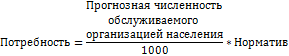 Прогнозная численность
обслуживаемого
Потребность = организацией населения * Норматив
1000